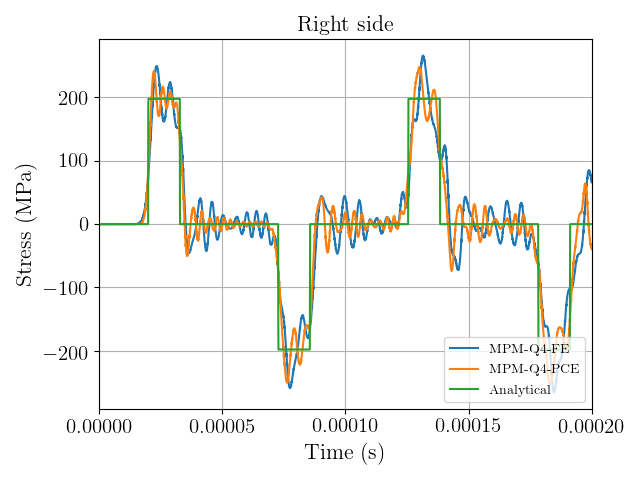 Right side
Stress (MPa)
200
100
0
−100
−200
MPM-Q4-FE
MPM-Q4-PCE
Analytical
0.00000 0.00005 0.00010 0.00015 0.00020
Time (s)